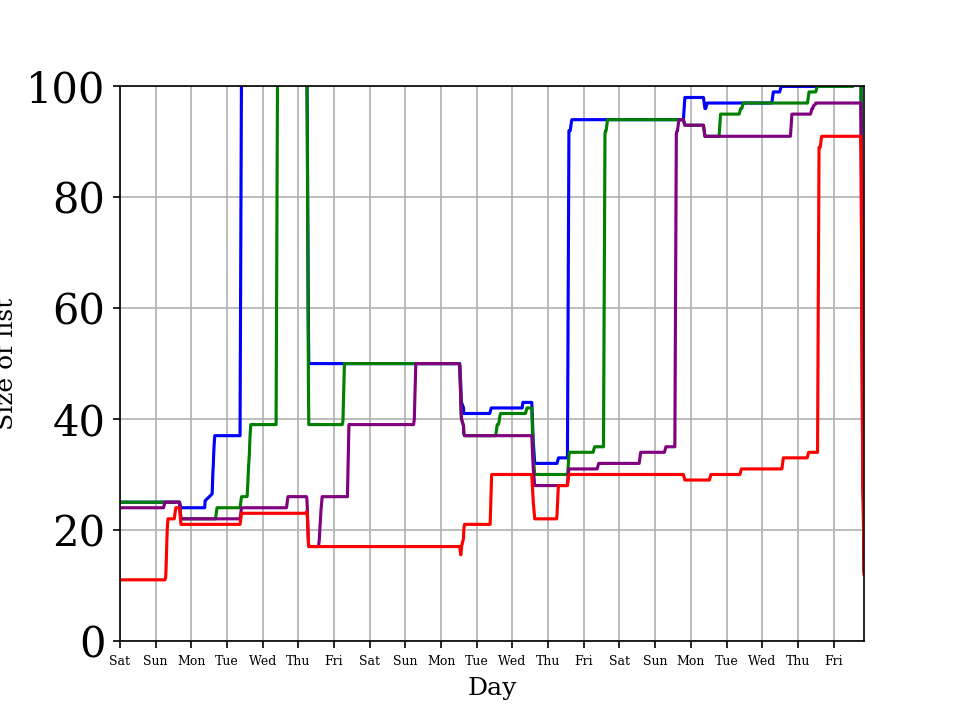 100
80
60
40
20
0
Size of list
Sat Sun Mon Tue Wed Thu Fri Sat Sun Mon Tue Wed Thu Fri Sat Sun Mon Tue Wed Thu Fri
Day